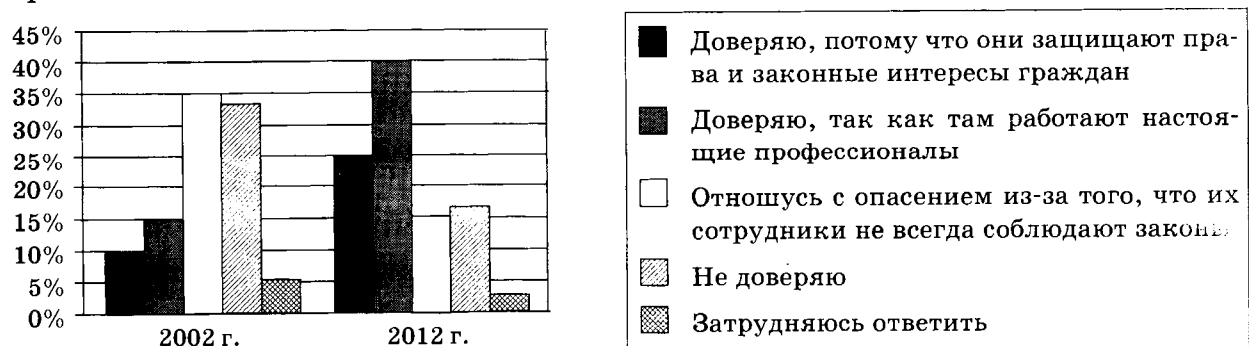 45%
40%
35%
30%
25%
20%
15%
10%
5%
0%
2002 г.
2012 г.
Доверяю, потому что они защищают пра-
ва и законные интересы граждан
Доверяю, так как там работают настоя-
щие профессионалы
Отношусь с опасением из-за того, что их
сотрудники не всегда соблюдают законы
Не доверяю
Затрудняюсь ответить